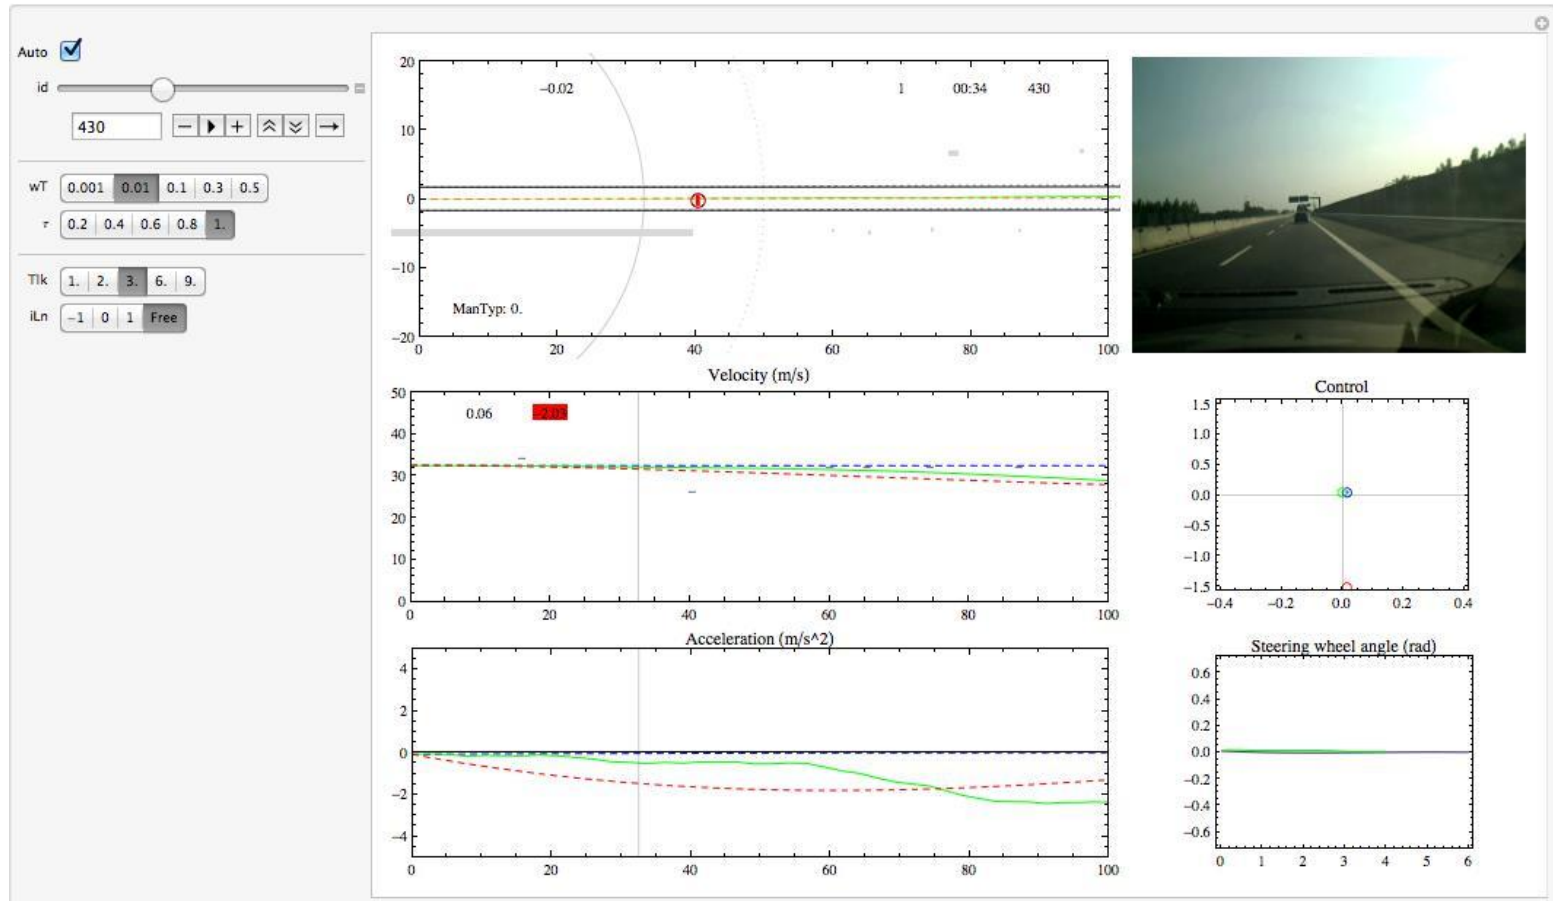 Auto
id
430
wT 0.001 0.01 0.1 0.3 0.5
τ 0.2 0.4 0.6 0.8 1.
Tlk 1. 2. 3. 6. 9.
iLn −1 0 1 Free
20
10
0
−10
−20
−0.02 1 00:34 430
ManTyp: 0.
0 20 40 60 80 100
Velocity (m/s)
50
40
30
20
10
0
0.06 −2.03
0 20 40 60 80 100
Acceleration (m/s^2)
4
2
0
−2
−4
0 20 40 60 80 100
Control
1.5
1.0
0.5
0.0
−0.5
−1.0
−1.5
−0.4 −0.2 0.0 0.2 0.4
Steering wheel angle (rad)
0.6
0.4
0.2
0.0
−0.2
−0.4
−0.6
0 1 2 3 4 5 6